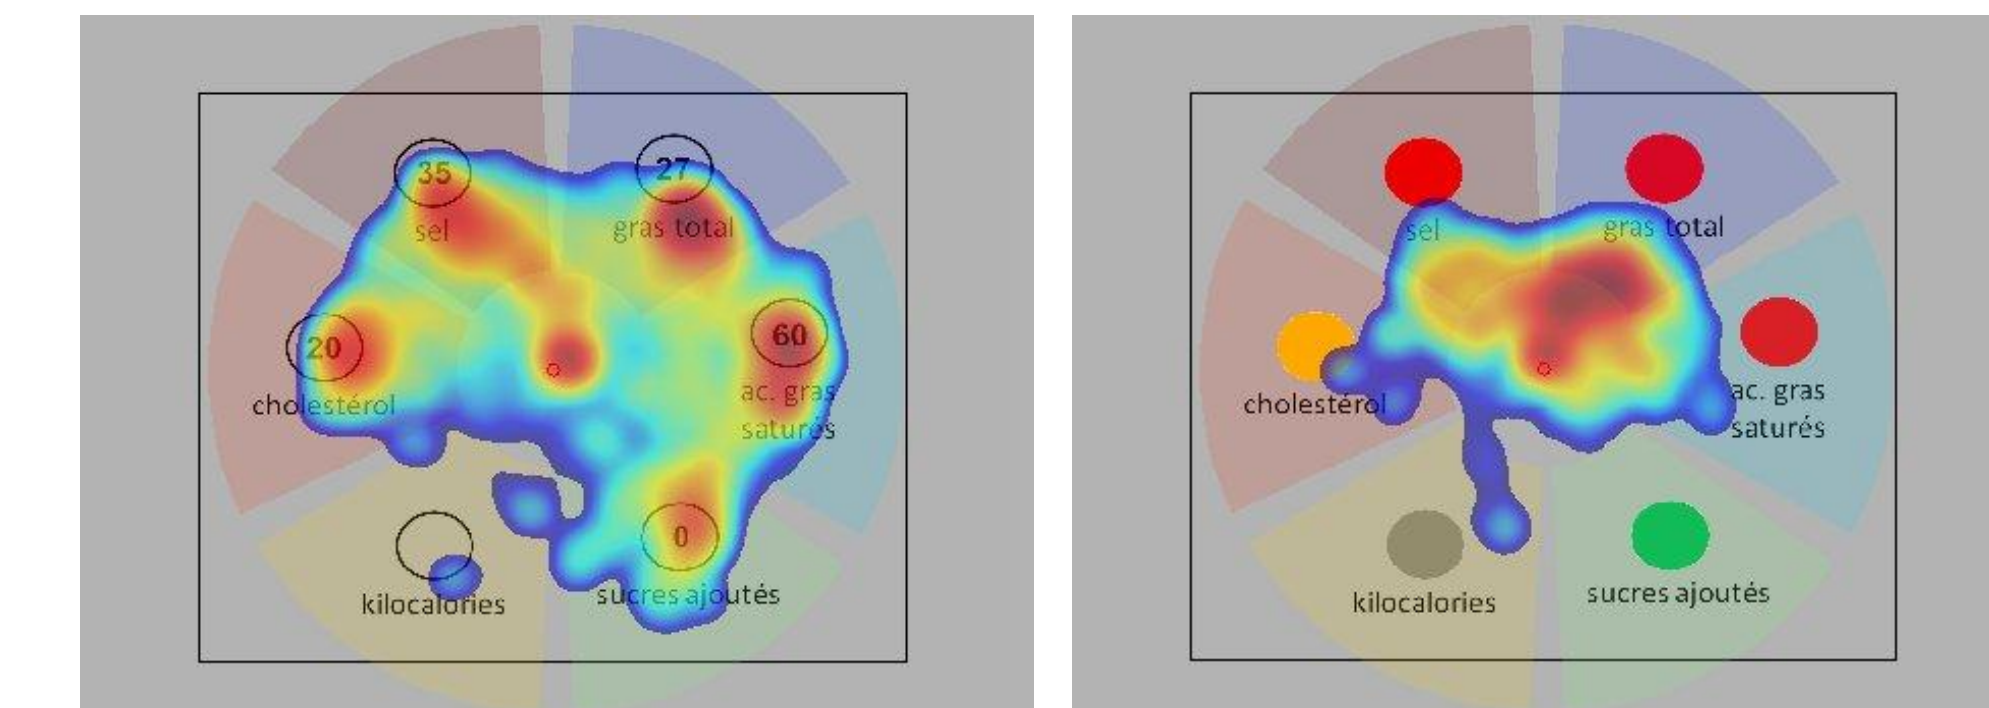 35
27
sel
gras total
20
60
cholestérol
ac. gras
saturés
0
kilocalories
sucres ajoutés
sel
gras total
cholestérol
ac. gras
saturés
kilocalories
sucres ajoutés